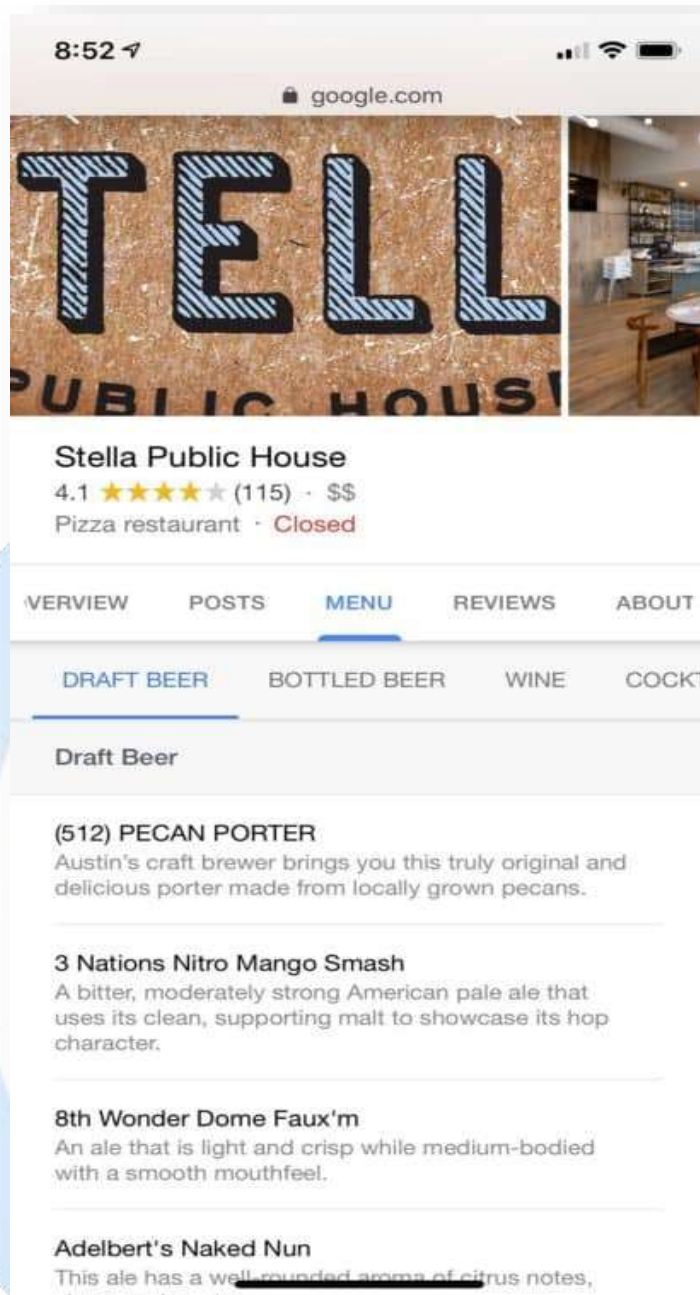 8:52
google.com
TELL
PUBLIC HOUS
Stella Public House
4.1 (115) · $$
Pizza restaurant · Closed
VERVIEW POSTS MENU REVIEWS ABOUT
DRAFT BEER BOTTLED BEER WINE COCKT
Draft Beer
(512) PECAN PORTER
Austin's craft brewer brings you this truly original and
delicious porter made from locally grown pecans.
3 Nations Nitro Mango Smash
A bitter, moderately strong American pale ale that
uses its clean, supporting malt to showcase its hop
character.
8th Wonder Dome Faux'm
An ale that is light and crisp while medium-bodied
with a smooth mouthfeel.
Adelbert's Naked Nun
This ale has a well-rounded aroma of citrus notes,